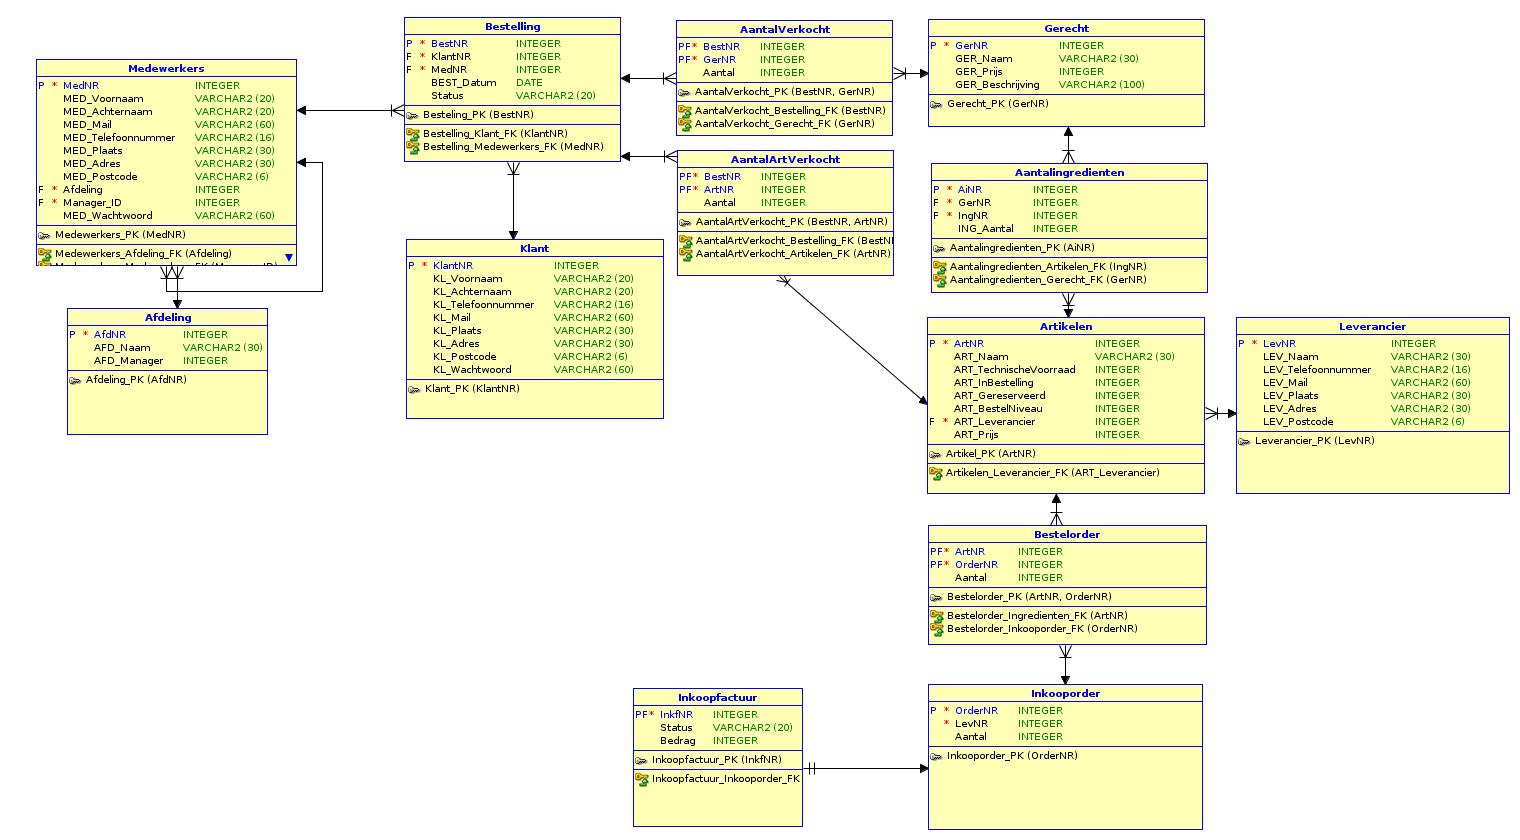 Medewerkers
P * MedNR INTEGER
MED_Voornaam VARCHAR2 (20)
MED_Achternaam VARCHAR2 (20)
MED_Mail VARCHAR2 (60)
MED_Telefoonnummer VARCHAR2 (16)
MED_Plaats VARCHAR2 (30)
MED_Adres VARCHAR2 (30)
MED_Postcode VARCHAR2 (6)
F * Afdeling INTEGER
F * Manager_ID INTEGER
MED_Wachtwoord VARCHAR2 (60)
Medewerkers_PK (MedNR)
Medewerkers_Afdeling_FK (Afdeling)
Afdeling
P * AfdNR INTEGER
AFD_Naam VARCHAR2 (30)
AFD_Manager INTEGER
Afdeling_PK (AfdNR)
Bestelling
P * BestNR INTEGER
F * KlantNR INTEGER
F * MedNR INTEGER
BEST_Datum DATE
Status VARCHAR2 (20)
Besteling_PK (BestNR)
Bestelling_Klant_FK (KlantNR)
Bestelling_Medewerkers_FK (MedNR)
Klant
P * KlantNR INTEGER
KL_Voornaam VARCHAR2 (20)
KL_Achternaam VARCHAR2 (20)
KL_Telefoonnummer VARCHAR2 (16)
KL_Mail VARCHAR2 (60)
KL_Plaats VARCHAR2 (30)
KL_Adres VARCHAR2 (30)
KL_Postcode VARCHAR2 (6)
KL_Wachtwoord VARCHAR2 (60)
Klant_PK (KlantNR)
AantalVerkocht
PF* BestNR INTEGER
PF* GerNR INTEGER
Aantal INTEGER
AantalVerkocht_PK (BestNR, GerNR)
AantalVerkocht_Bestelling_FK (BestNR)
AantalVerkocht_Gerecht_FK (GerNR)
AantalArtVerkocht
PF* BestNR INTEGER
PF* ArtNR INTEGER
Aantal INTEGER
AantalArtVerkocht_PK (BestNR, ArtNR)
AantalArtVerkocht_Bestelling_FK (BestN
AantalArtVerkocht_Artikelen_FK (ArtNR)
Gerecht
P * GerNR INTEGER
GER_Naam VARCHAR2 (30)
GER_Prijs INTEGER
GER_Beschrijving VARCHAR2 (100)
Gerecht_PK (GerNR)
Aantalingredienten
P * AiNR INTEGER
F * GerNR INTEGER
F * IngNR INTEGER
ING_Aantal INTEGER
Aantalingredienten_PK (AiNR)
Aantalingredienten_Artikelen_FK (IngNR)
Aantalingredienten_Gerecht_FK (GerNR)
Artikelen
P * ArtNR INTEGER
ART_Naam VARCHAR2 (30)
ART_TechnischeVoorraad INTEGER
ART_InBestelling INTEGER
ART_Gereserveerd INTEGER
ART_BestelNiveau INTEGER
F * ART_Leverancier INTEGER
ART_Prijs INTEGER
Artikel_PK (ArtNR)
Artikelen_Leverancier_FK (ART_Leverancier)
Leverancier
P * LevNR INTEGER
LEV_Naam VARCHAR2 (30)
LEV_Telefoonnummer VARCHAR2 (16)
LEV_Mail VARCHAR2 (60)
LEV_Plaats VARCHAR2 (30)
LEV_Adres VARCHAR2 (30)
LEV_Postcode VARCHAR2 (6)
Leverancier_PK (LevNR)
Bestelorder
PF* ArtNR INTEGER
PF* OrderNR INTEGER
Aantal INTEGER
Bestelorder_PK (ArtNR, OrderNR)
Bestelorder_Ingredienten_FK (ArtNR)
Bestelorder_Inkooporder_FK (OrderNR)
Inkoopfactuur
PF* InkfNR INTEGER
Status VARCHAR2 (20)
Bedrag INTEGER
Inkoopfactuur_PK (InkfNR)
Inkoopfactuur_Inkooporder_FK
Inkooporder
P * OrderNR INTEGER
* LevNR INTEGER
Aantal INTEGER
Inkooporder_PK (OrderNR)